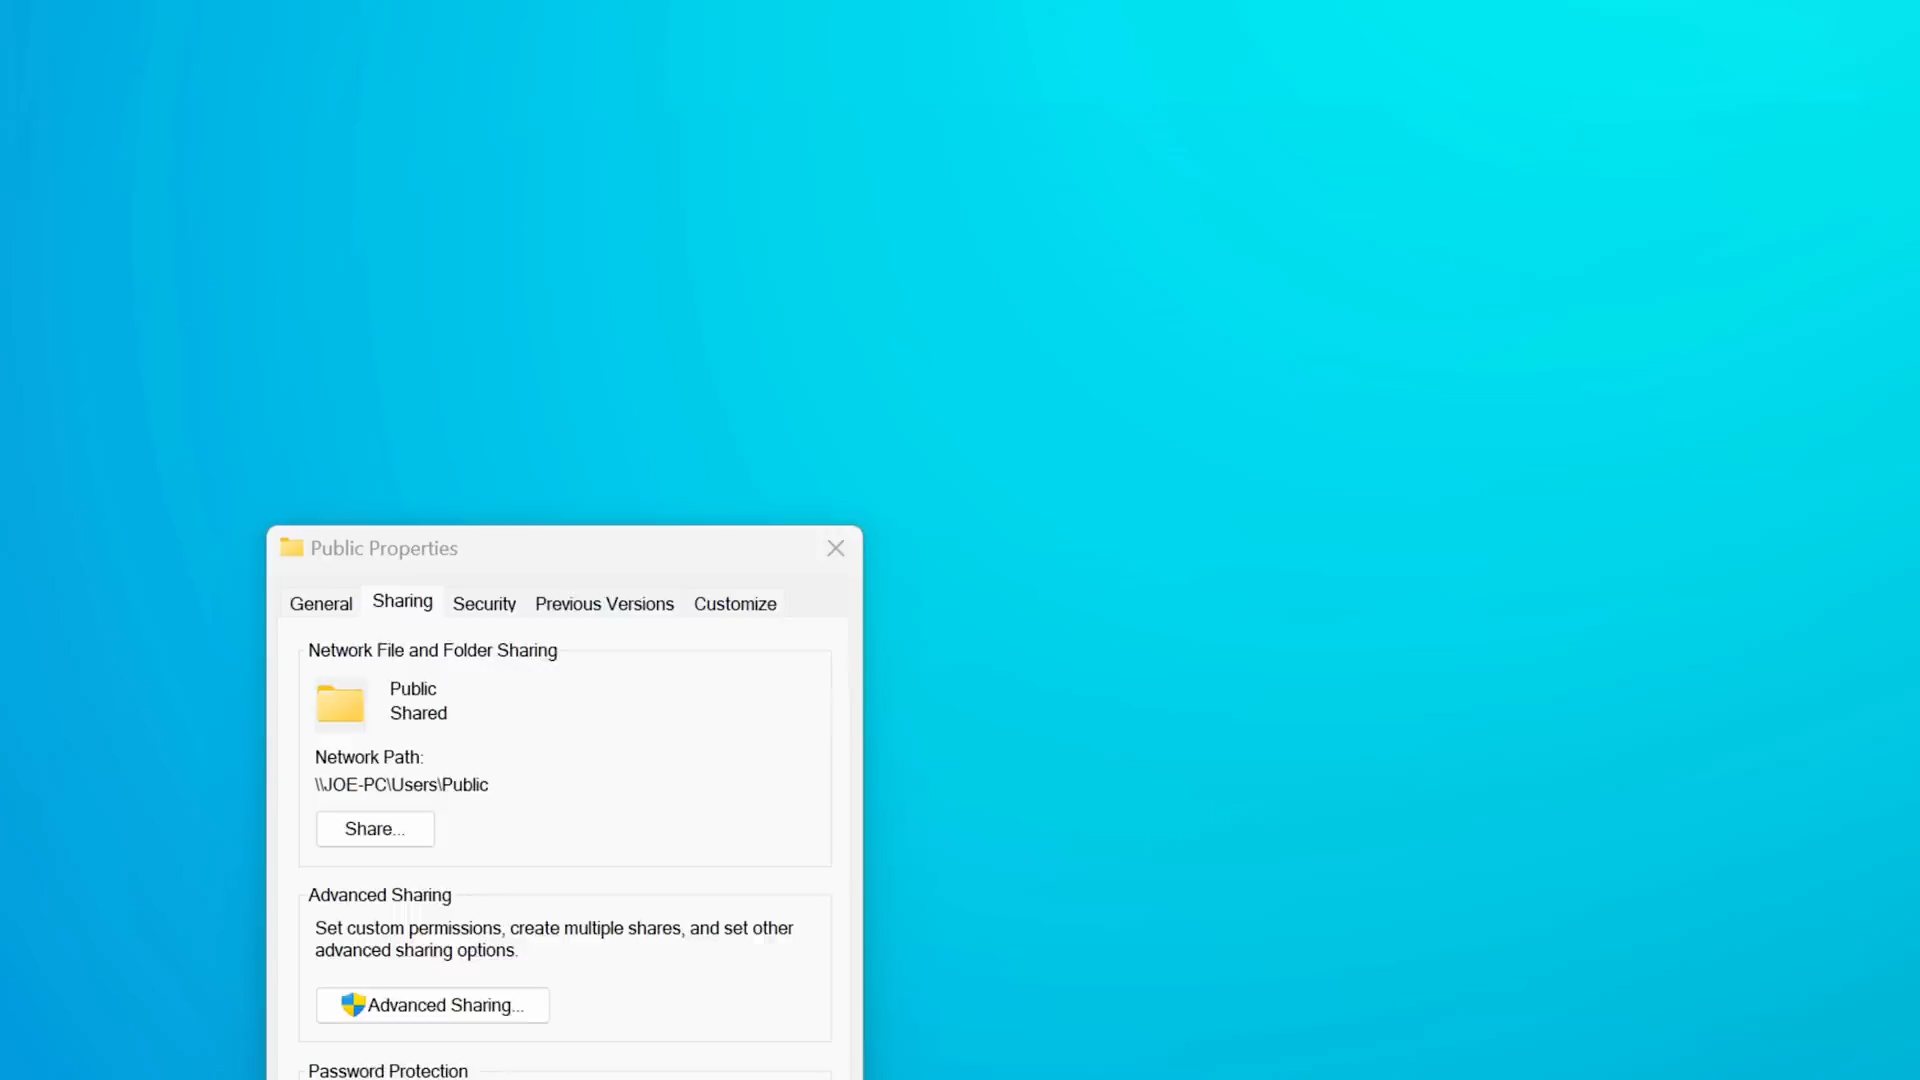 Public Properties
General Sharing Security Previous Versions Customize
Network File and Folder Sharing
Public
Shared
Network Path:
\\JOE-PC\Users\Public
Share...
Advanced Sharing
Set custom permissions, create multiple shares, and set other
advanced sharing options.
Advanced Sharing...
Password Protection